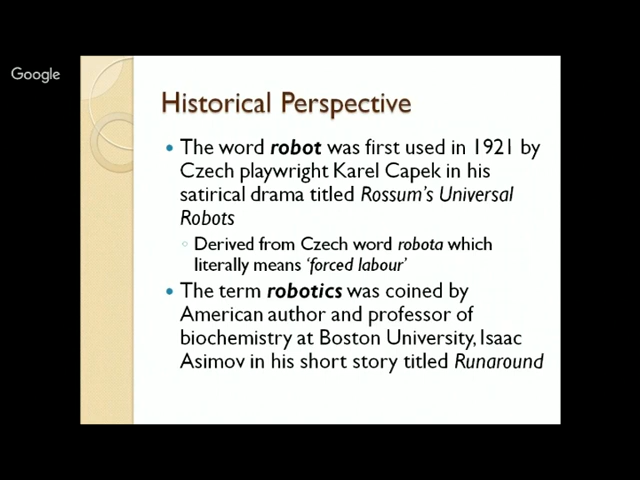 Google
Historical Perspective
The word robot was first used in 1921 by
Czech playwright Karel Capek in his
satirical drama titled Rossum's Universal
Robots
Derived from Czech word robota which
literally means 'forced labour'
The term robotics was coined by
American author and professor of
biochemistry at Boston University, Isaac
Asimov in his short story titled Runaround